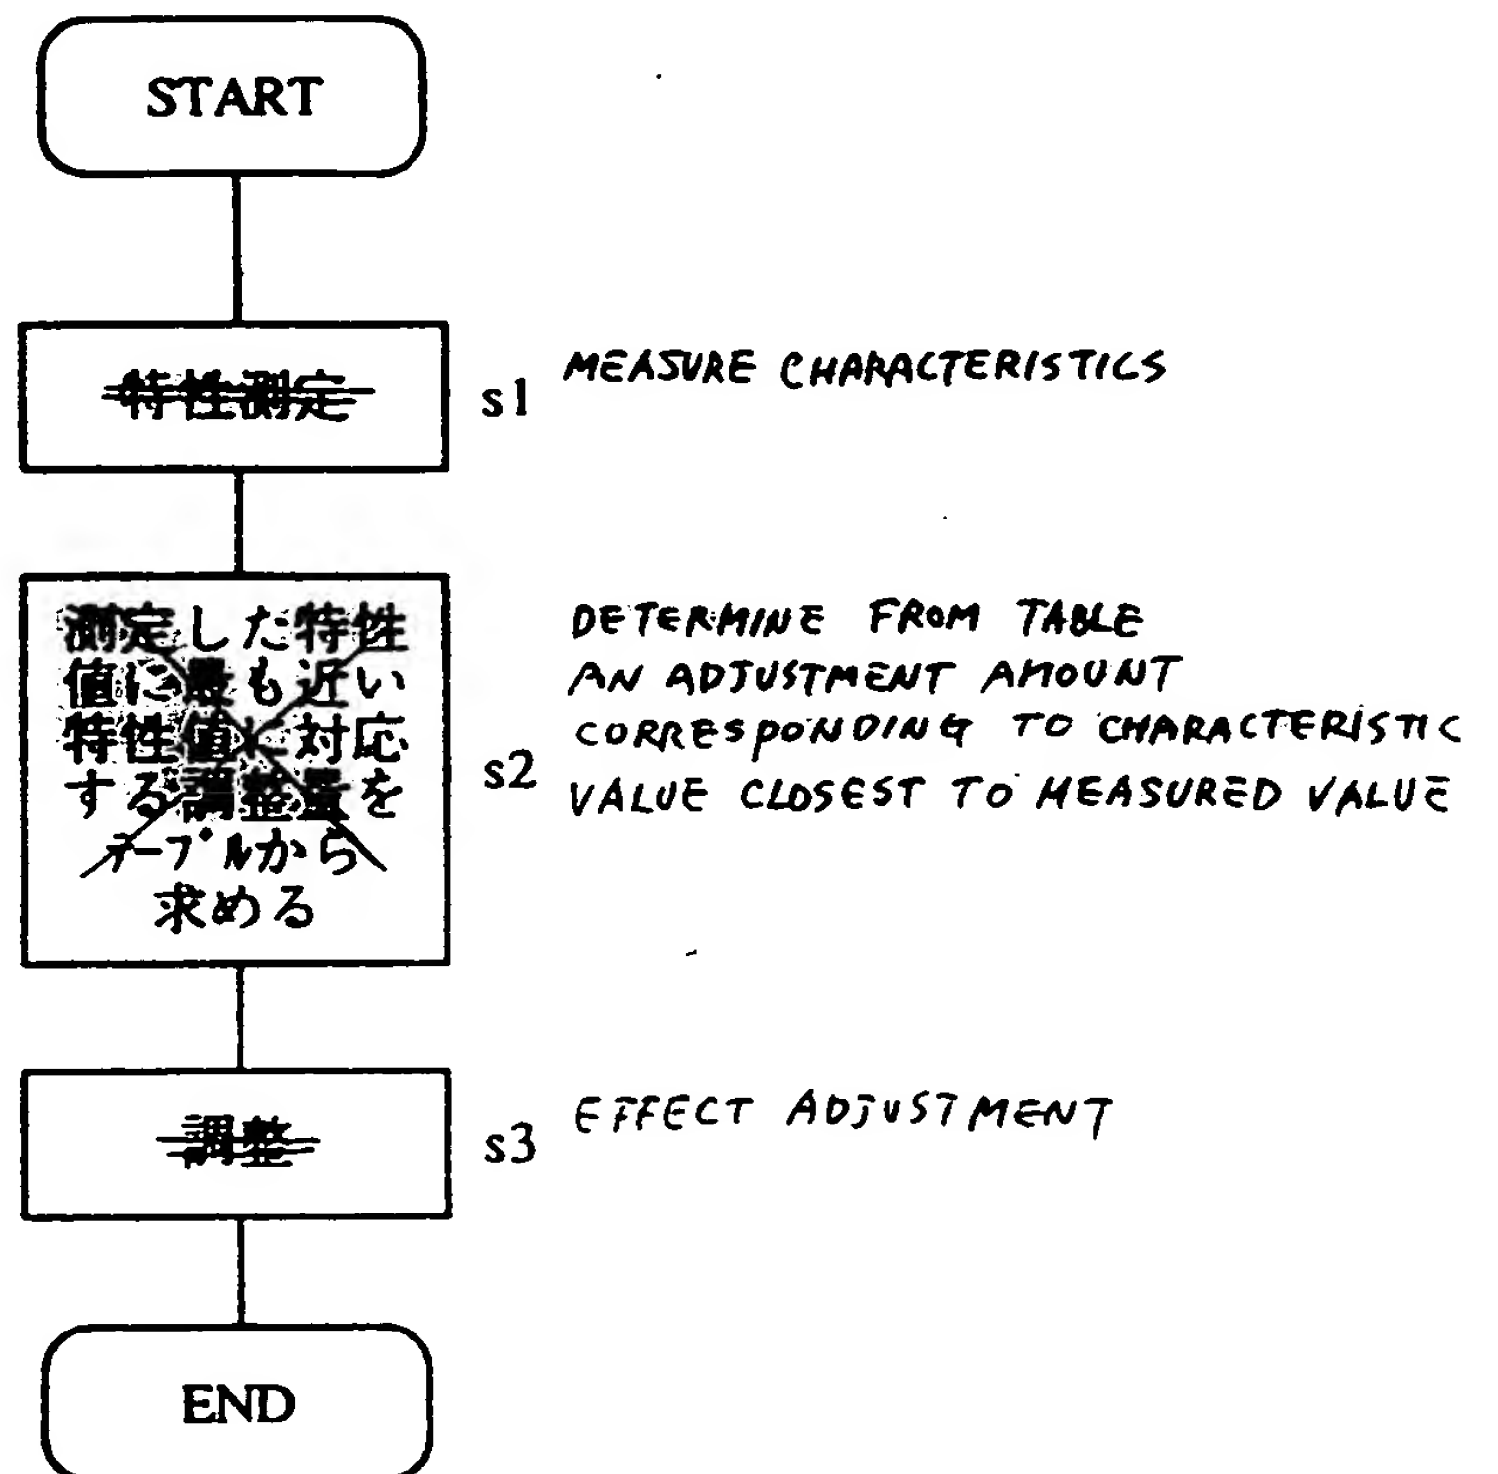 START
特性測定
s1
MEASURE CHARACTERISTICS
測定した特性
値に最も近い
特性値に対応
する調整量を
テーブルから
求める
s2
DETERMINE FROM TABLE
AN ADJUSTMENT AMOUNT
CORRESPONDING TO CHARACTERISTIC
VALUE CLOSEST TO MEASURED VALUE
調整
s3
EFFECT ADJUSTMENT
END